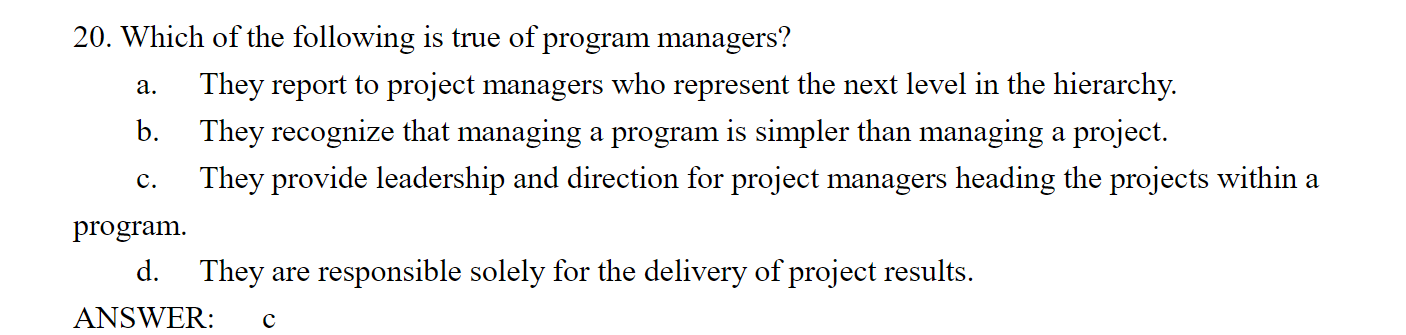 20. Which of the following is true of program managers?
a. They report to project managers who represent the next level in the hierarchy.
b. They recognize that managing a program is simpler than managing a project.
c. They provide leadership and direction for project managers heading the projects within a
program.
d. They are responsible solely for the delivery of project results.
ANSWER: c